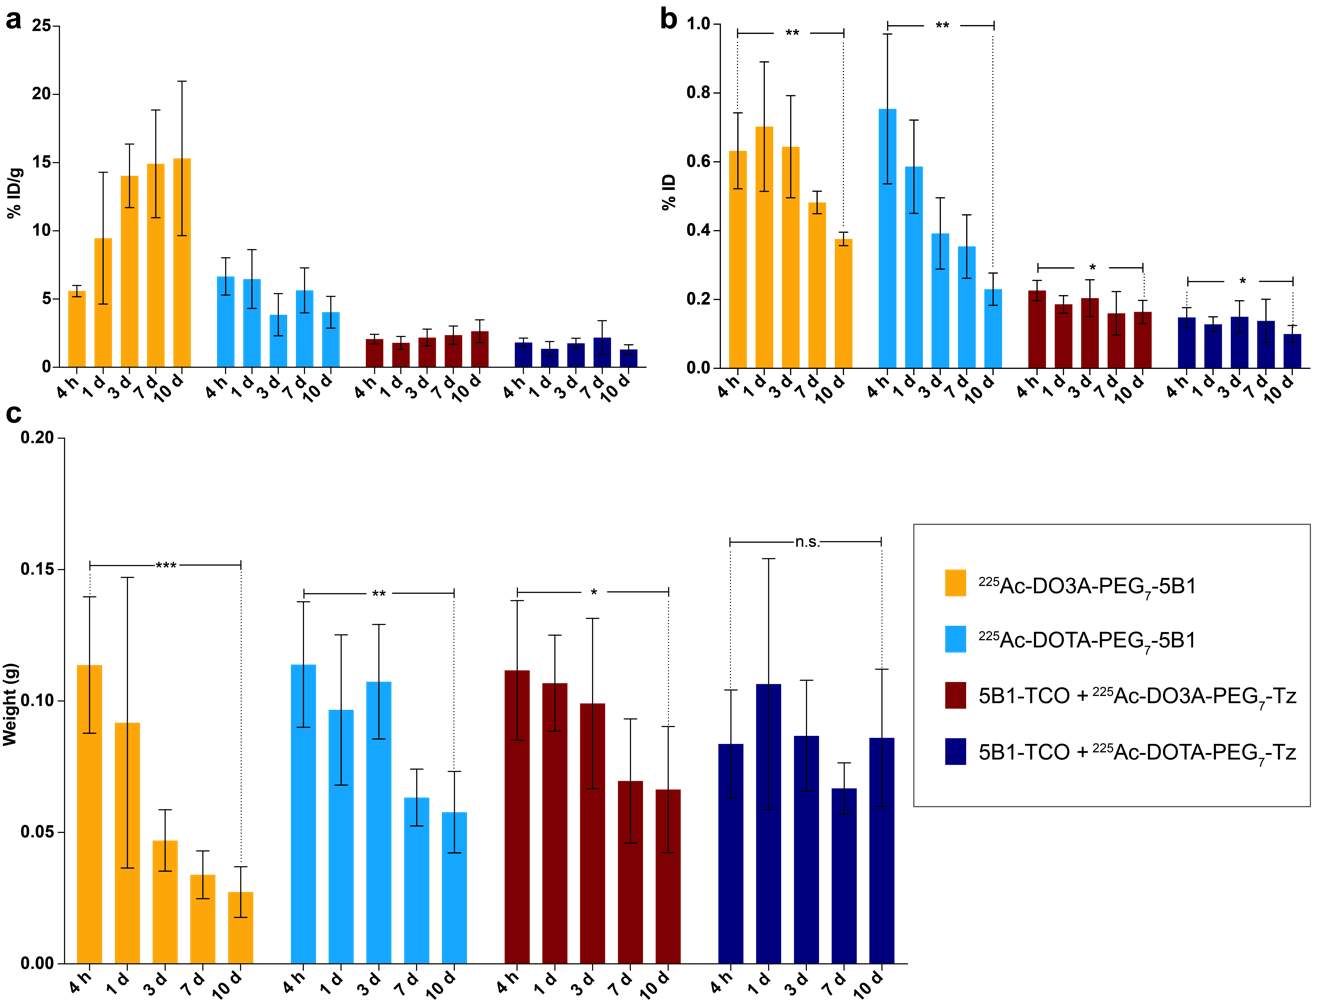 a
25
20
15
10
5
0
% ID/g
4 h 1 d 3 d 7 d 10 d 4 h 1 d 3 d 7 d 10 d 4 h 1 d 3 d 7 d 10 d 4 h 1 d 3 d 7 d 10 d
b
1.0
0.8
0.6
0.4
0.2
0.0
% ID
** ** * *
4 h 1 d 3 d 7 d 10 d 4 h 1 d 3 d 7 d 10 d 4 h 1 d 3 d 7 d 10 d 4 h 1 d 3 d 7 d 10 d
c
0.20
0.15
0.10
0.05
0.00
Weight (g)
*** ** * n.s.
4 h 1 d 3 d 7 d 10 d 4 h 1 d 3 d 7 d 10 d 4 h 1 d 3 d 7 d 10 d 4 h 1 d 3 d 7 d 10 d
²²⁵Ac-DO3A-PEG₇-5B1
²²⁵Ac-DOTA-PEG₇-5B1
5B1-TCO + ²²⁵Ac-DO3A-PEG₇-Tz
5B1-TCO + ²²⁵Ac-DOTA-PEG₇-Tz